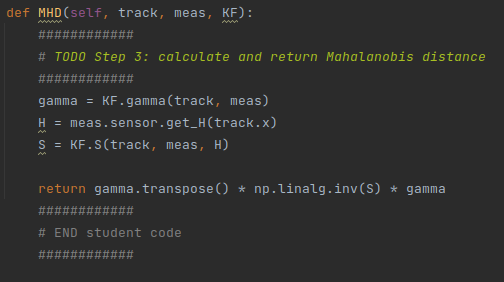 def MHD(self, track, meas, KF):
    ############
    # TODO Step 3: calculate and return Mahalanobis distance
    ############
    gamma = KF.gamma(track, meas)
    H = meas.sensor.get_H(track.x)
    S = KF.S(track, meas, H)

    return gamma.transpose() * np.linalg.inv(S) * gamma
    ############
    # END student code
    ############